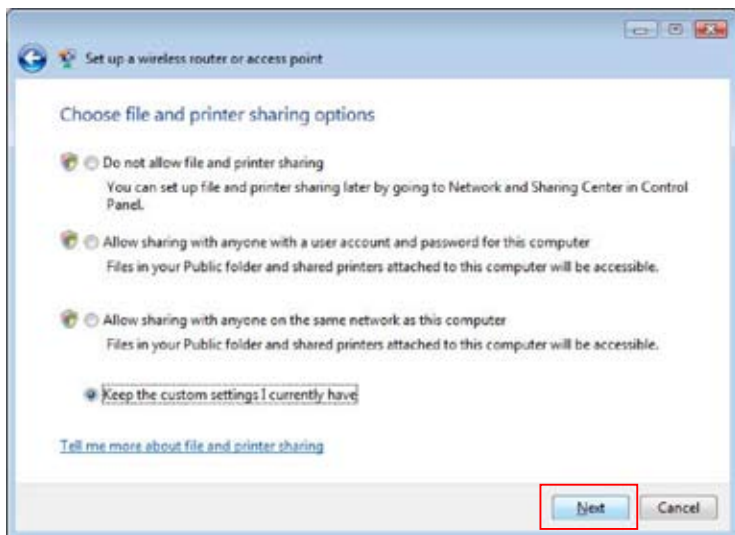 Set up a wireless router or access point
Choose file and printer sharing options
Do not allow file and printer sharing
You can set up file and printer sharing later by going to Network and Sharing Center in Control
Panel.
Allow sharing with anyone with a user account and password for this computer
Files in your Public folder and shared printers attached to this computer will be accessible.
Allow sharing with anyone on the same network as this computer
Files in your Public folder and shared printers attached to this computer will be accessible.
Keep the custom settings I currently have
Tell me more about file and printer sharing
Next Cancel